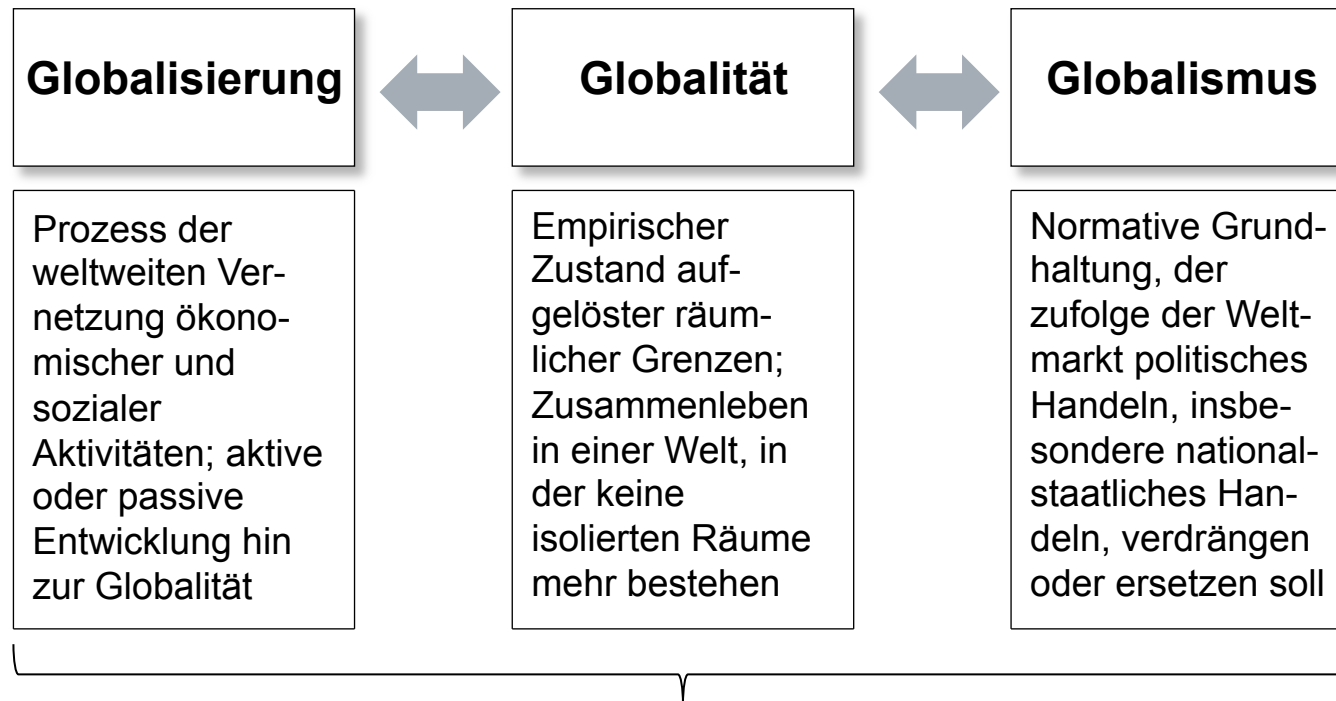 Globalisierung
Globalität
Globalismus
Prozess der
weltweiten Ver-
netzung ökono-
mischer und
sozialer
Aktivitäten; aktive
oder passive
Entwicklung hin
zur Globalität
Empirischer
Zustand auf-
gelöster räum-
licher Grenzen;
Zusammenleben
in einer Welt, in
der keine
isolierten Räume
mehr bestehen
Normative Grund-
haltung, der
zufolge der Welt-
markt politisches
Handeln, insbe-
sondere national-
staatliches Han-
deln, verdrängen
oder ersetzen soll